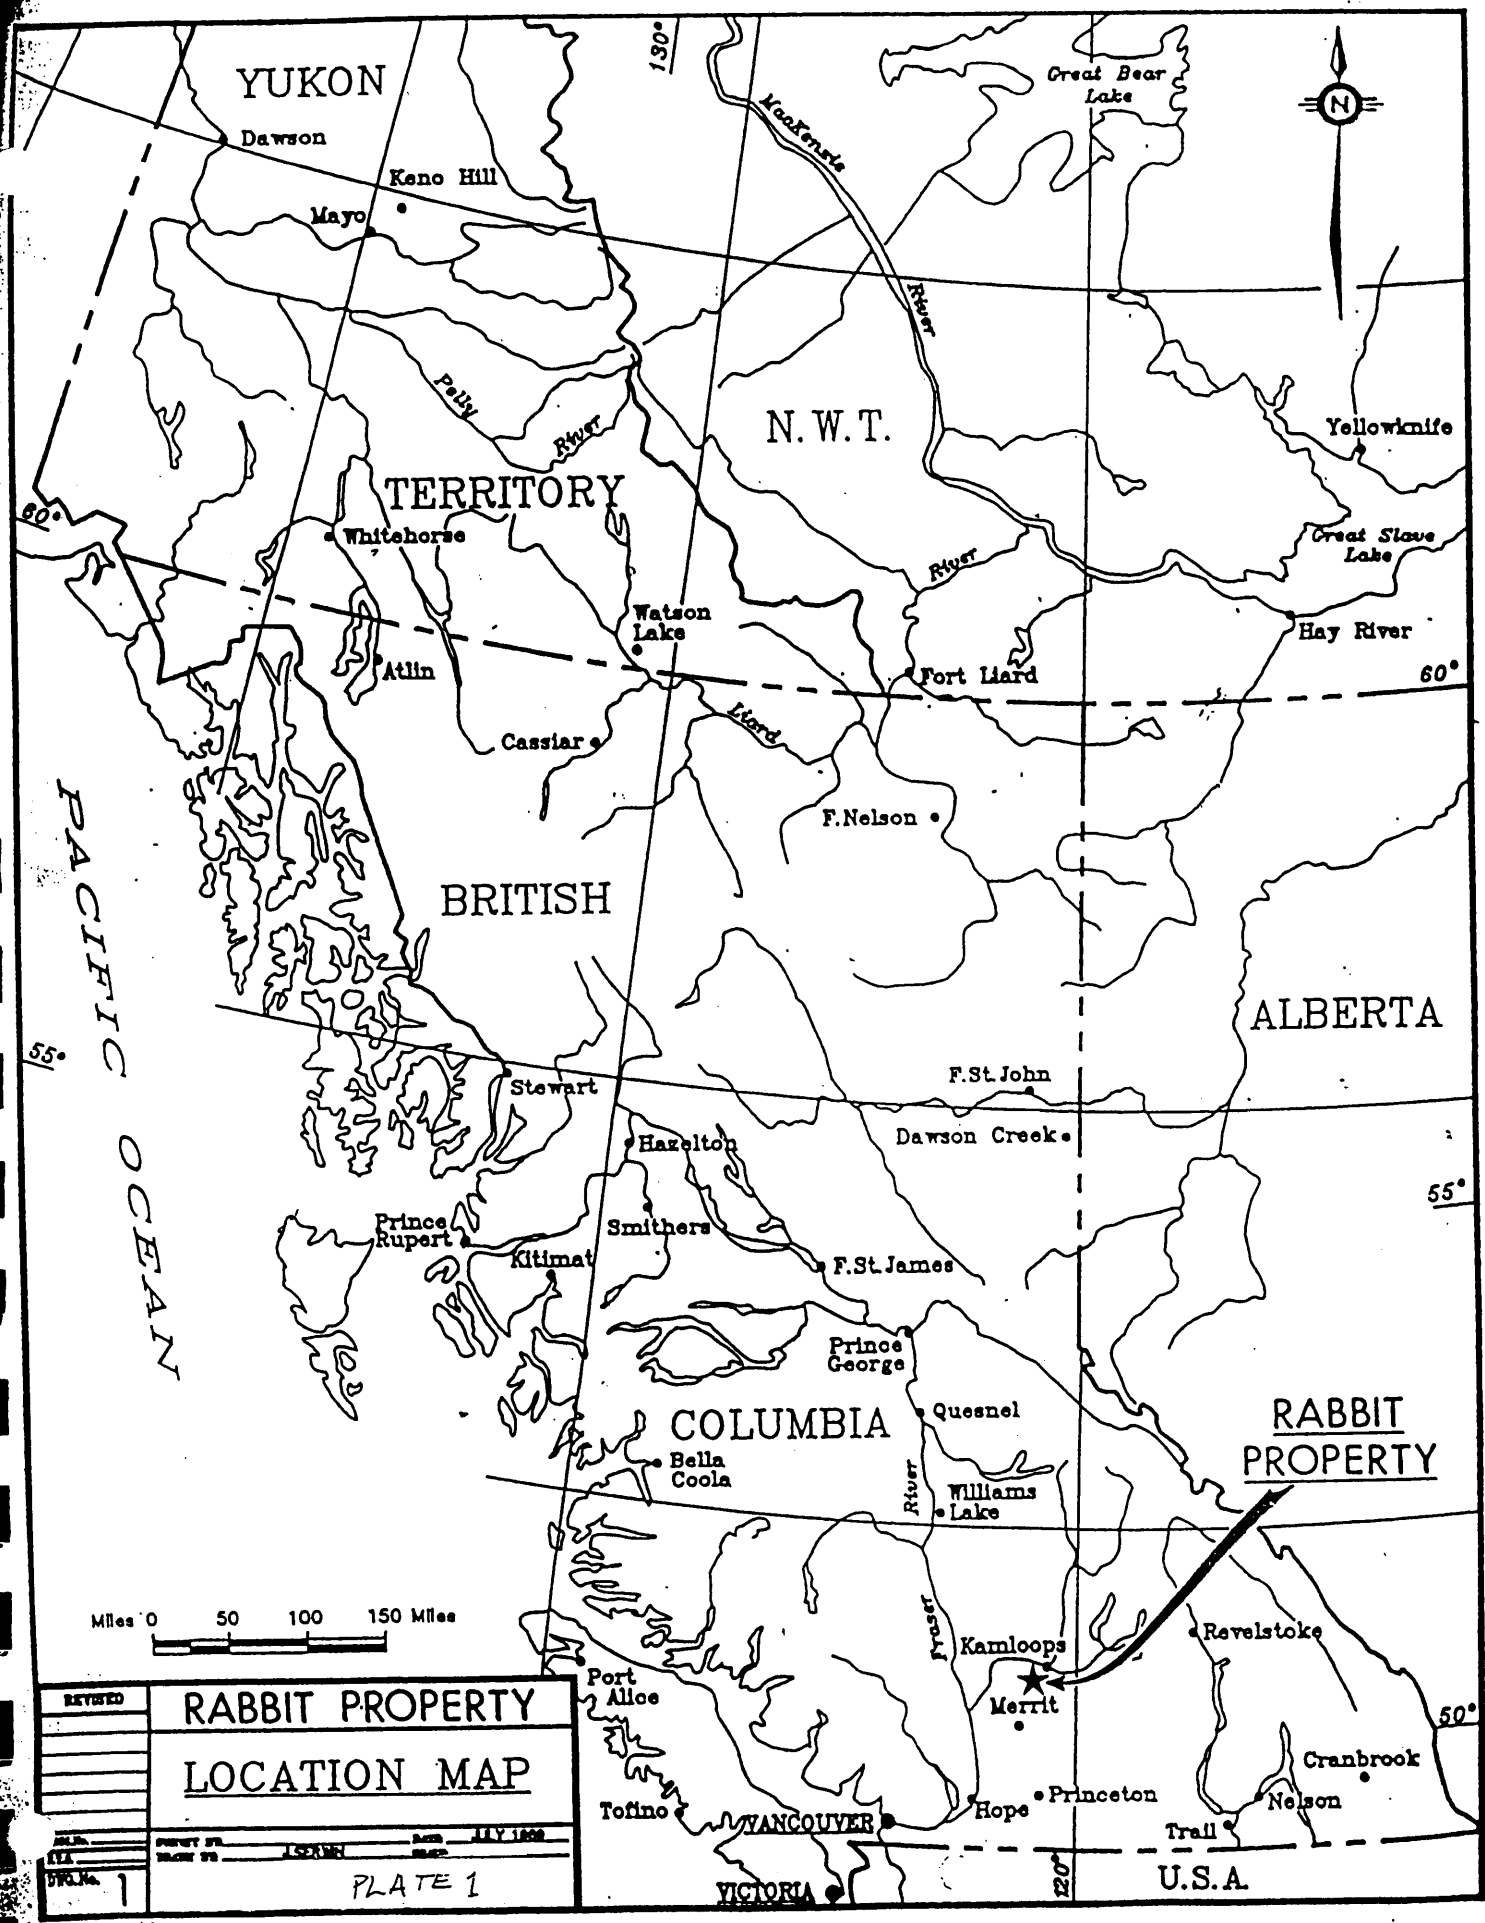 130°
YUKON
Great Bear
Lake
N
MacKensie
Dawson
Keno Hill
Mayo
River
Pelly
River
N.W.T.
Yellowknife
TERRITORY
60°
Whitehorse
Great Slave
Lake
River
Watson
Lake
Hay River
Atlin
Fort Liard
60°
Liard
Cassiar
F.Nelson
PACIFIC OCEAN
BRITISH
ALBERTA
55°
F.St.John
Stewart
Dawson Creek
Hazelton
55°
Prince
Rupert
Smithers
Kitimat
F.St.James
Prince
George
RABBIT
PROPERTY
Quesnel
COLUMBIA
Bella
Coola
River
Williams
Lake
Miles 0 50 100 150 Miles
Fraser
Revelstoke
Kamloops
Port
Alice
Merrit
50°
Cranbrook
Princeton
Nelson
Hope
Tofino
VANCOUVER
Trail
U.S.A.
120°
VICTORIA
REVISED
RABBIT PROPERTY
LOCATION MAP
DWG.No. 1
PLATE 1